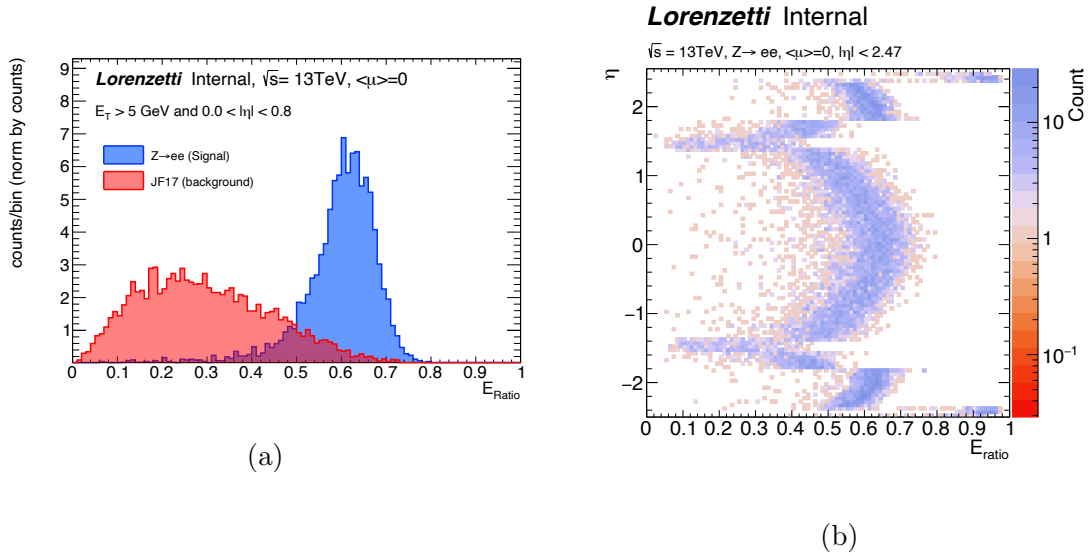 Lorenzetti Internal, √s= 13TeV, <μ>=0
E_T > 5 GeV and 0.0 < |η| < 0.8
Z→ee (Signal)
JF17 (background)
counts/bin (norm by counts)
9
8
7
6
5
4
3
2
1
0 0.1 0.2 0.3 0.4 0.5 0.6 0.7 0.8 0.9 1
E_Ratio
(a)
Lorenzetti Internal
√s = 13TeV, Z→ ee, <μ>=0, |η| < 2.47
η
2
1
0
−1
−2
0 0.1 0.2 0.3 0.4 0.5 0.6 0.7 0.8 0.9 1
E_ratio
Count
10
1
10⁻¹
(b)